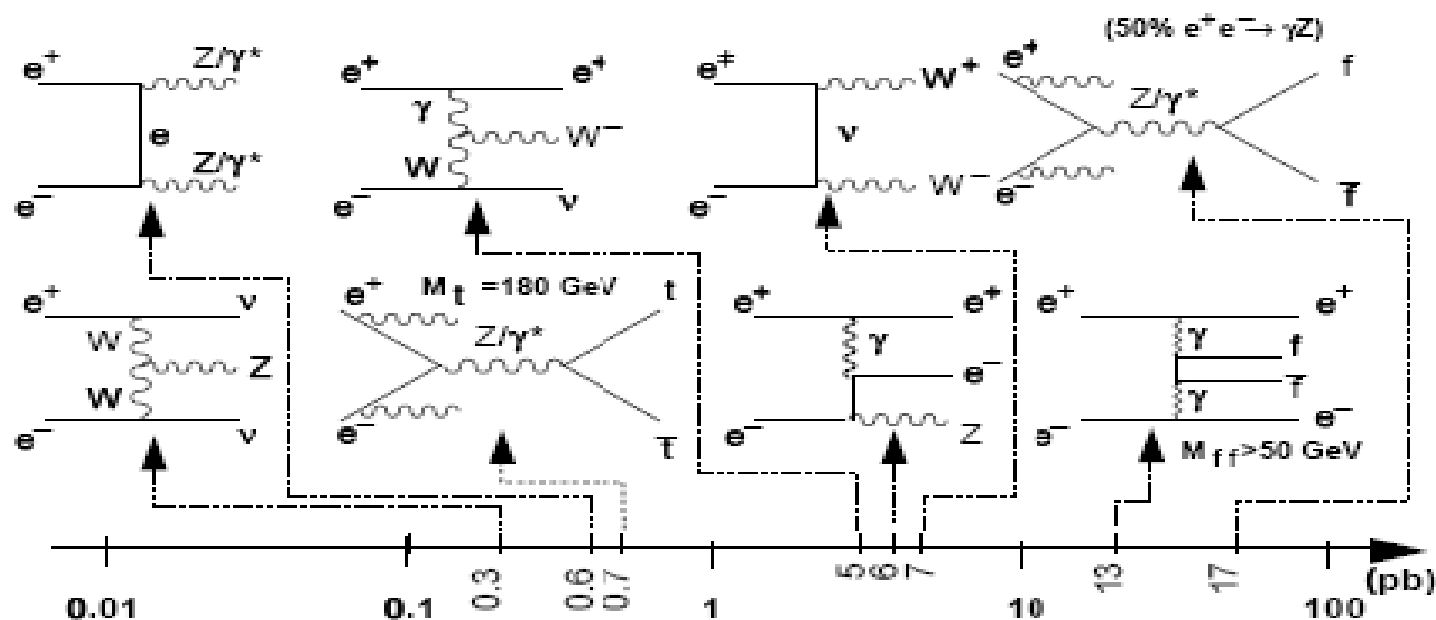 (50% e⁺e⁻→ γZ)
e⁺ Z/γ*
e
Z/γ*
e⁻
e⁺ e⁺
γ
W⁻
W
e⁻ ν
e⁺ W⁺
ν
W⁻
e⁻
e⁺ f
Z/γ*
e⁻ f̅
e⁺ ν
W
Z
W
e⁻ ν
e⁺ Mₜ =180 GeV t
Z/γ*
e⁻ t̅
e⁺ e⁺
γ
e⁻
e⁻ Z
e⁺ e⁺
γ f
γ f̅
e⁻ e⁻
M_ff>50 GeV
0.3 0.6 0.7 5 6 7 13 17 (pb)
0.01 0.1 1 10 100